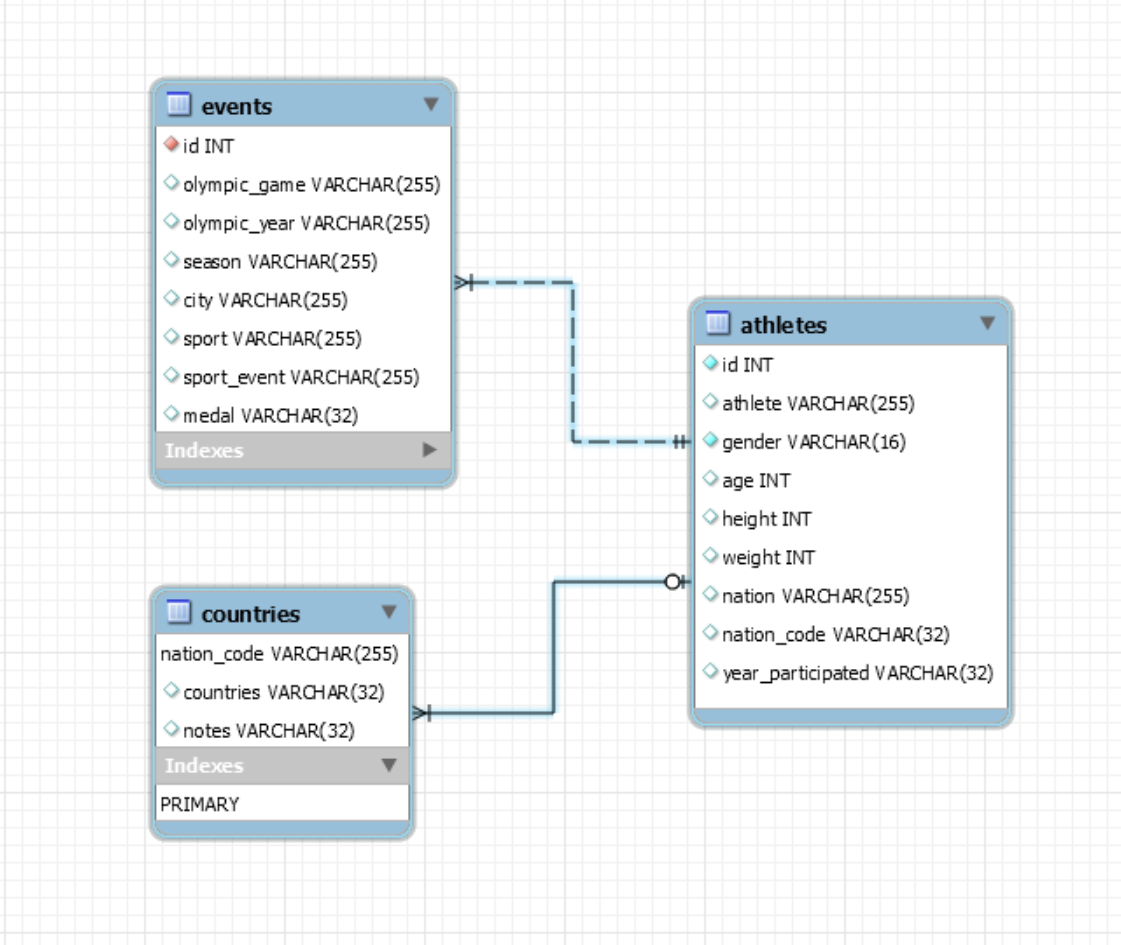 events
id INT
olympic_game VARCHAR(255)
olympic_year VARCHAR(255)
season VARCHAR(255)
city VARCHAR(255)
sport VARCHAR(255)
sport_event VARCHAR(255)
medal VARCHAR(32)
Indexes
athletes
id INT
athlete VARCHAR(255)
gender VARCHAR(16)
age INT
height INT
weight INT
nation VARCHAR(255)
nation_code VARCHAR(32)
year_participated VARCHAR(32)
countries
nation_code VARCHAR(255)
countries VARCHAR(32)
notes VARCHAR(32)
Indexes
PRIMARY